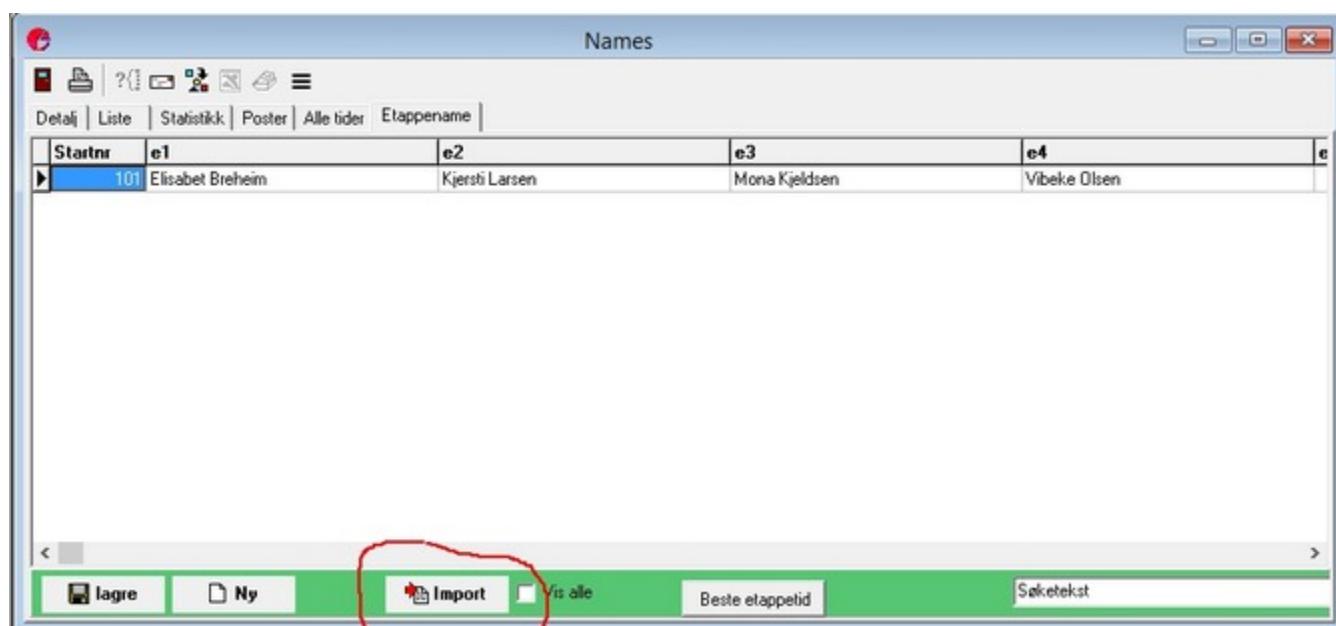 Names
?{}
Detalj Liste Statistikk Poster Alle tider Etappename
Startnr e1 e2 e3 e4 e
101 Elisabet Breheim Kjersti Larsen Mona Kjeldsen Vibeke Olsen
lagre Ny Import Vis alle Beste etappetid Søketekst